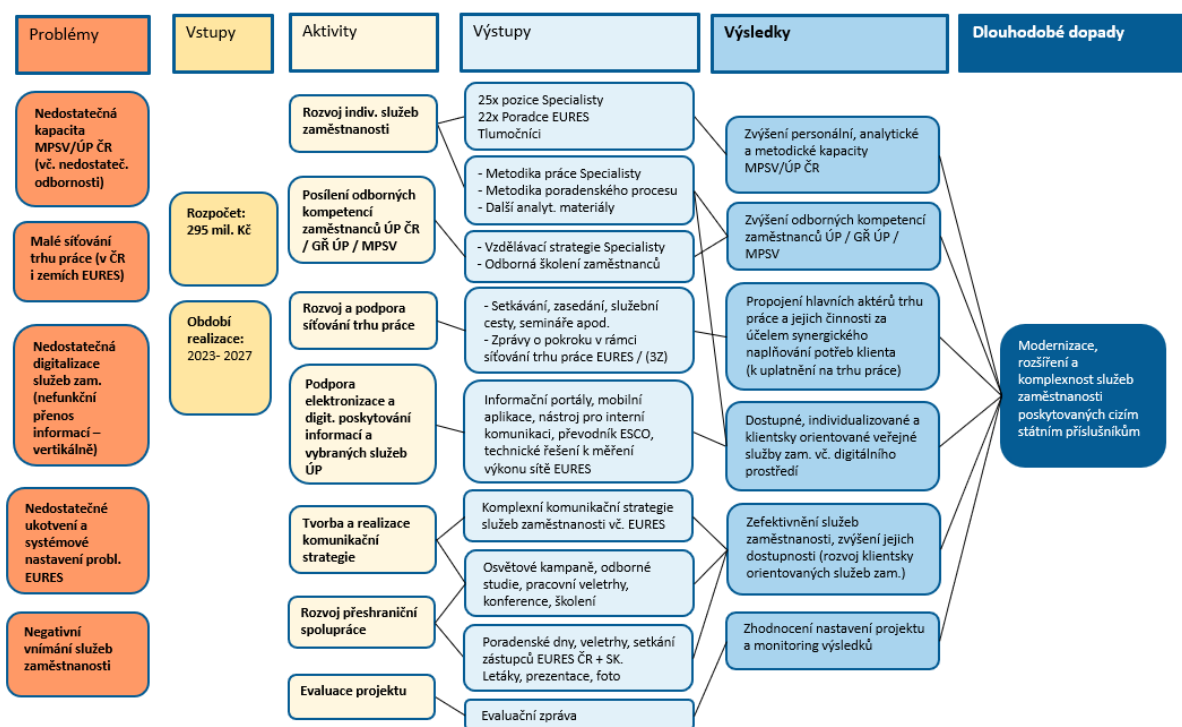 Problémy
Vstupy
Aktivity
Výstupy
Výsledky
Dlouhodobé dopady
Nedostatečná
kapacita
MPSV/ÚP ČR
(vč. nedostateč.
odbornosti)
Malé síťování
trhu práce (v ČR
i zemích EURES)
Nedostatečná
digitalizace
služeb zam.
(nefunkční
přenos
informací –
vertikálně)
Nedostatečné
ukotvení a
systémové
nastavení probl.
EURES
Negativní
vnímání služeb
zaměstnanosti
Rozpočet:
295 mil. Kč
Období
realizace:
2023- 2027
Rozvoj indiv. služeb
zaměstnanosti
Posílení odborných
kompetencí
zaměstnanců ÚP ČR
/ GŘ ÚP / MPSV
Rozvoj a podpora
síťování trhu práce
Podpora
elektronizace a
digit. poskytování
informací a
vybraných služeb
ÚP
Tvorba a realizace
komunikační
strategie
Rozvoj přeshraniční
spolupráce
Evaluace projektu
25x pozice Specialisty
22x Poradce EURES
Tlumočníci
- Metodika práce Specialisty
- Metodika poradenského procesu
- Další analyt. materiály
- Vzdělávací strategie Specialisty
- Odborná školení zaměstnanců
- Setkávání, zasedání, služební
cesty, semináře apod.
- Zprávy o pokroku v rámci
síťování trhu práce EURES / (3Z)
Informační portály, mobilní
aplikace, nástroj pro interní
komunikaci, převodník ESCO,
technické řešení k měření
výkonu sítě EURES
Komplexní komunikační strategie
služeb zaměstnanosti vč. EURES
Osvětové kampaně, odborné
studie, pracovní veletrhy,
konference, školení
Poradenské dny, veletrhy, setkání
zástupců EURES ČR + SK.
Letáky, prezentace, foto
Evaluační zpráva
Zvýšení personální, analytické
a metodické kapacity
MPSV/ÚP ČR
Zvýšení odborných kompetencí
zaměstnanců ÚP / GŘ ÚP /
MPSV
Propojení hlavních aktérů trhu
práce a jejich činnosti za
účelem synergického
naplňování potřeb klienta
(k uplatnění na trhu práce)
Dostupné, individualizované a
klientsky orientované veřejné
služby zam. vč. digitálního
prostředí)
Zefektivnění služeb
zaměstnanosti, zvýšení jejich
dostupnosti (rozvoj klientsky
orientovaných služeb zam.)
Zhodnocení nastavení projektu
a monitoring výsledků
Modernizace,
rozšíření a
komplexnost služeb
zaměstnanosti
poskytovaných cizím
státním příslušníkům